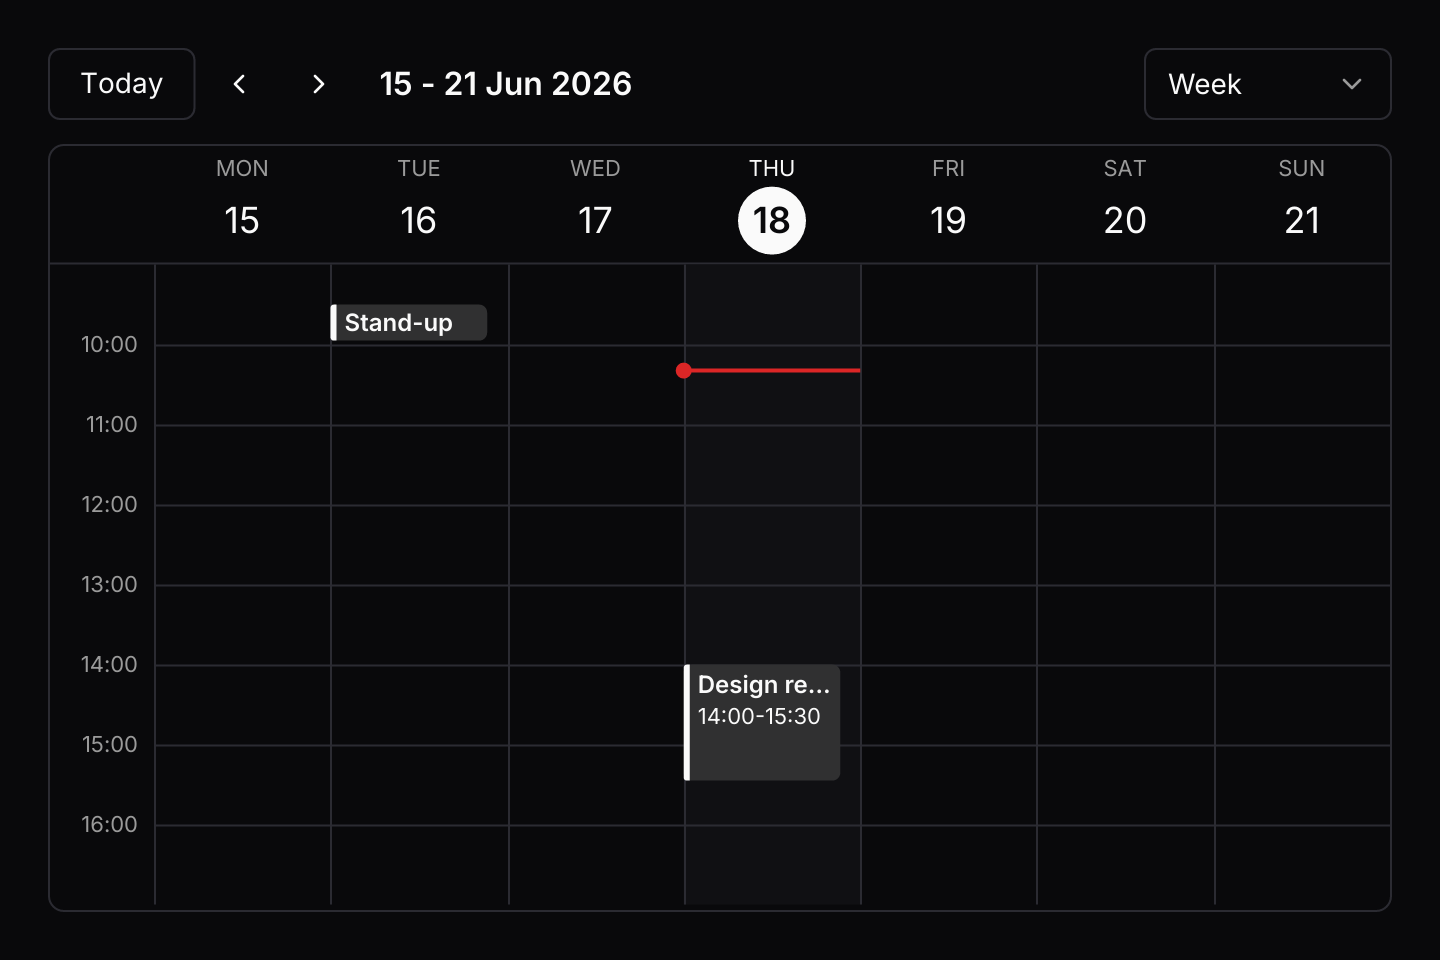 Today
15 - 21 Jun 2026
Week
MON TUE WED THU FRI SAT SUN
15 16 17 18 19 20 21
Stand-up
10:00
11:00
12:00
13:00
14:00
Design re...
14:00-15:30
15:00
16:00